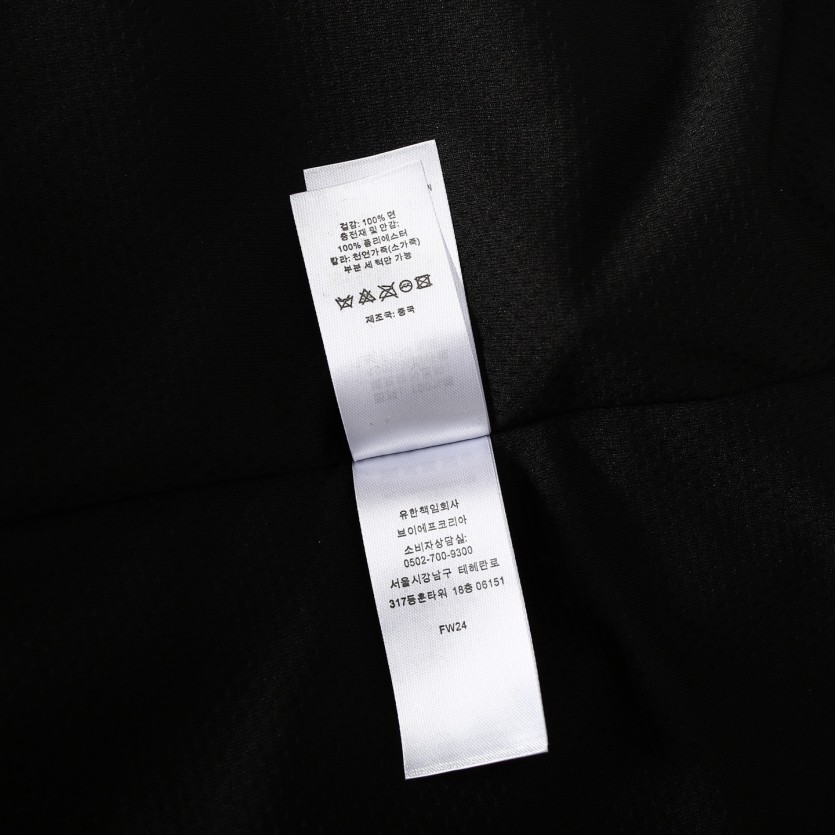 N
겉감: 100% 면
충전재 및 안감:
100% 폴리에스터
칼라: 천연가죽(소가죽)
부분 세척만 가능
제조국: 중국
유한책임회사
브이에프코리아
소비자상담실:
0502-700-9300
서울시강남구 테헤란로
317동훈타워 18층 06151
FW24